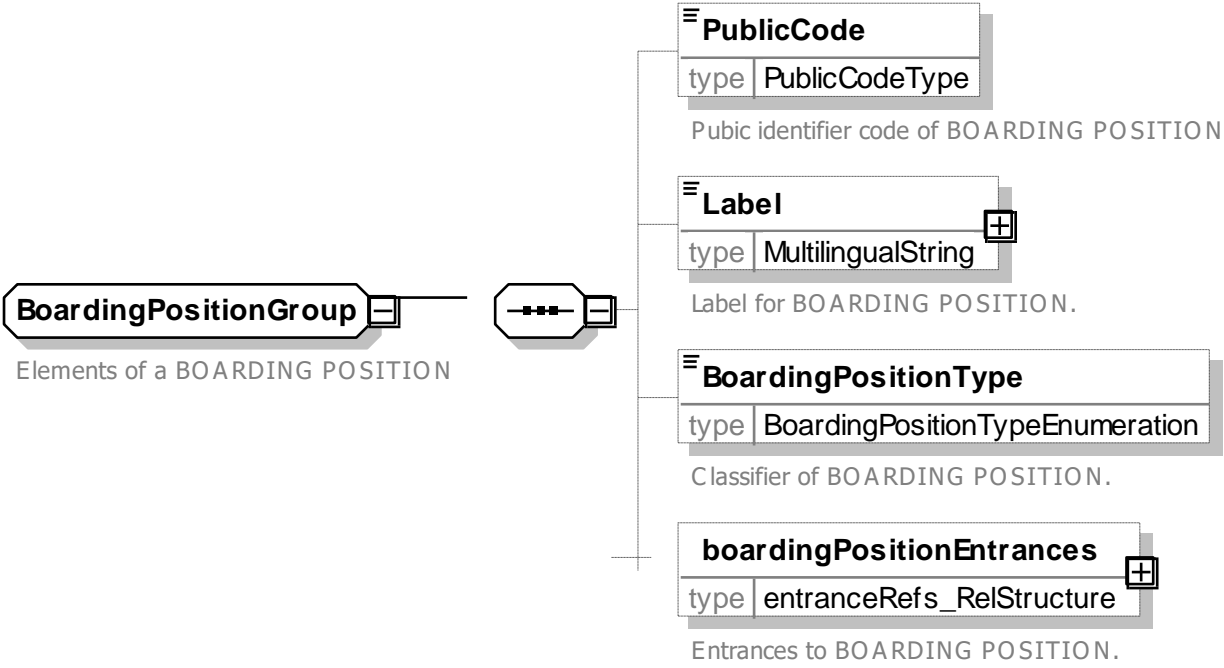 BoardingPositionGroup
Elements of a BOARDING POSITION
PublicCode
type PublicCodeType
Pubic identifier code of BOARDING POSITION
Label
type MultilingualString
Label for BOARDING POSITION.
BoardingPositionType
type BoardingPositionTypeEnumeration
Classifier of BOARDING POSITION.
boardingPositionEntrances
type entranceRefs_RelStructure
Entrances to BOARDING POSITION.